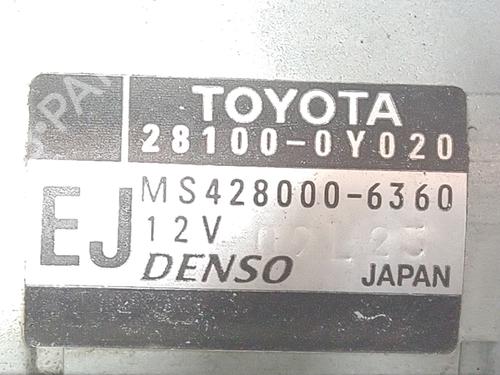 TOYOTA
28100-0Y020
EJ
MS428000-6360
12V
DENSO
JAPAN